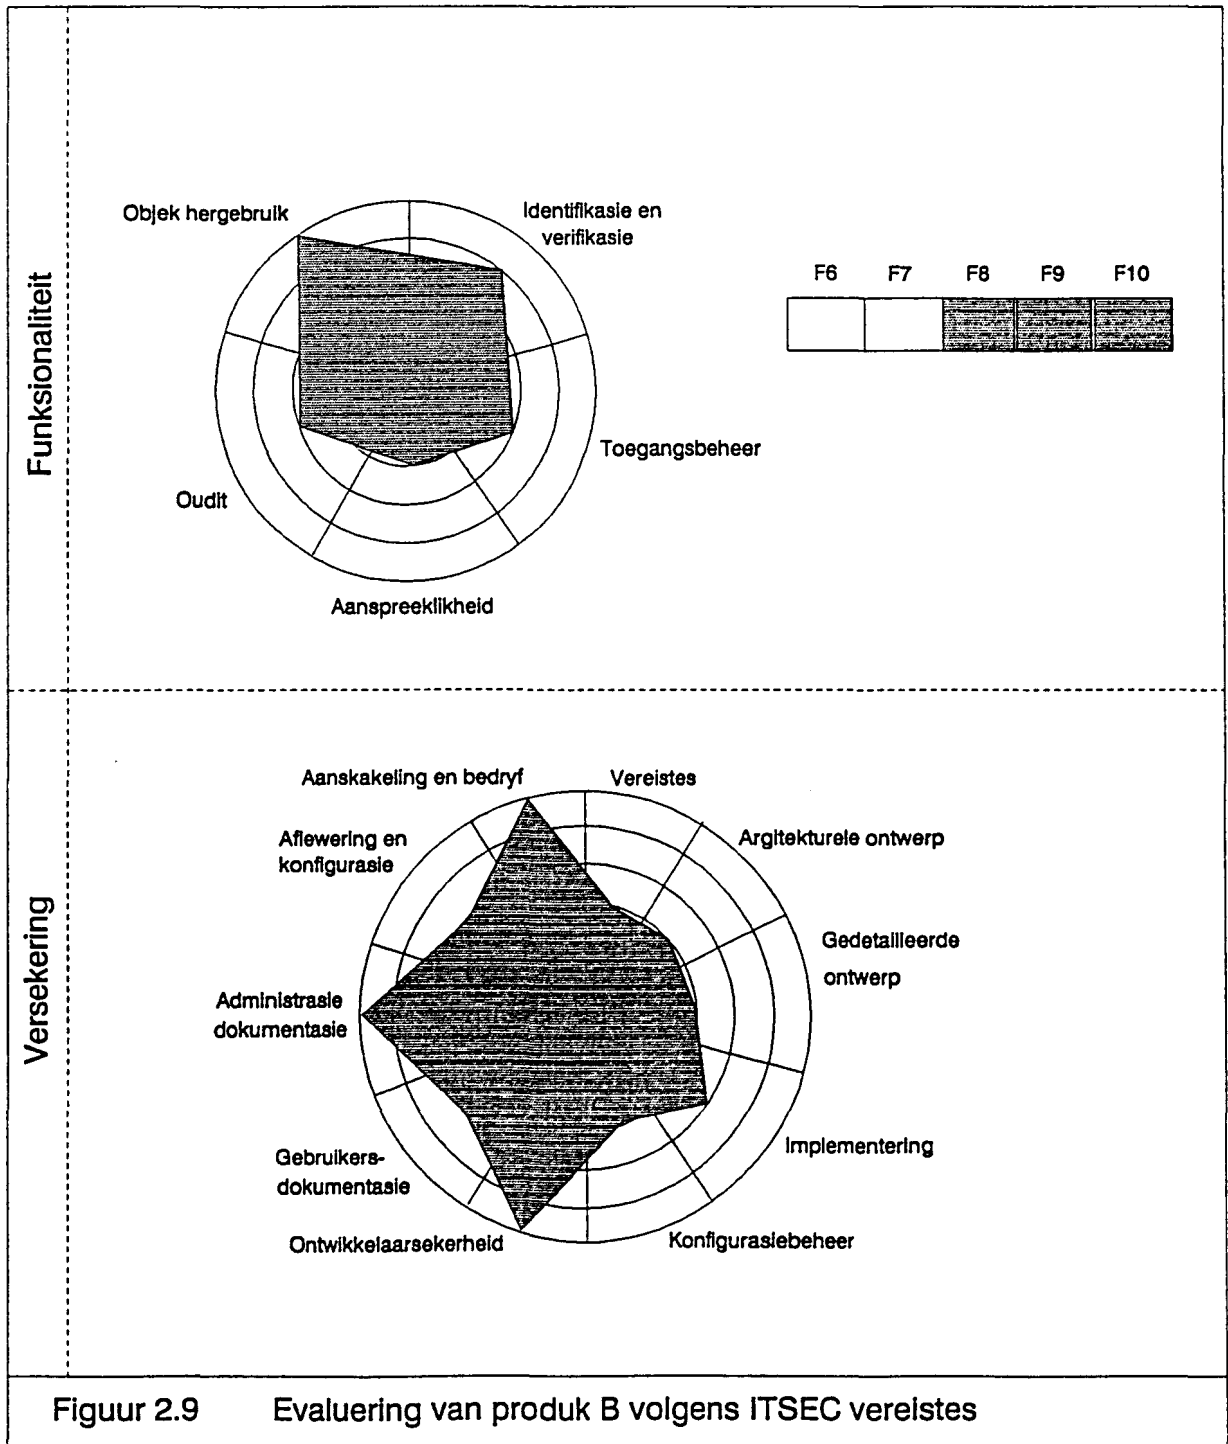 Funksionaliteit
Objek hergebruik
Identifikasie en
verifikasie
Toegangsbeheer
Aanspreeklikheid
Oudit
F6 F7 F8 F9 F10
Versekering
Aanskakeling en bedryf
Vereistes
Argitekturele ontwerp
Gedetailleerde
ontwerp
Implementering
Konfigurasiebeheer
Ontwikkelaarsekerheid
Gebruikers-
dokumentasie
Administrasie
dokumentasie
Aflewering en
konfigurasie
Figuur 2.9 Evaluering van produk B volgens ITSEC vereistes